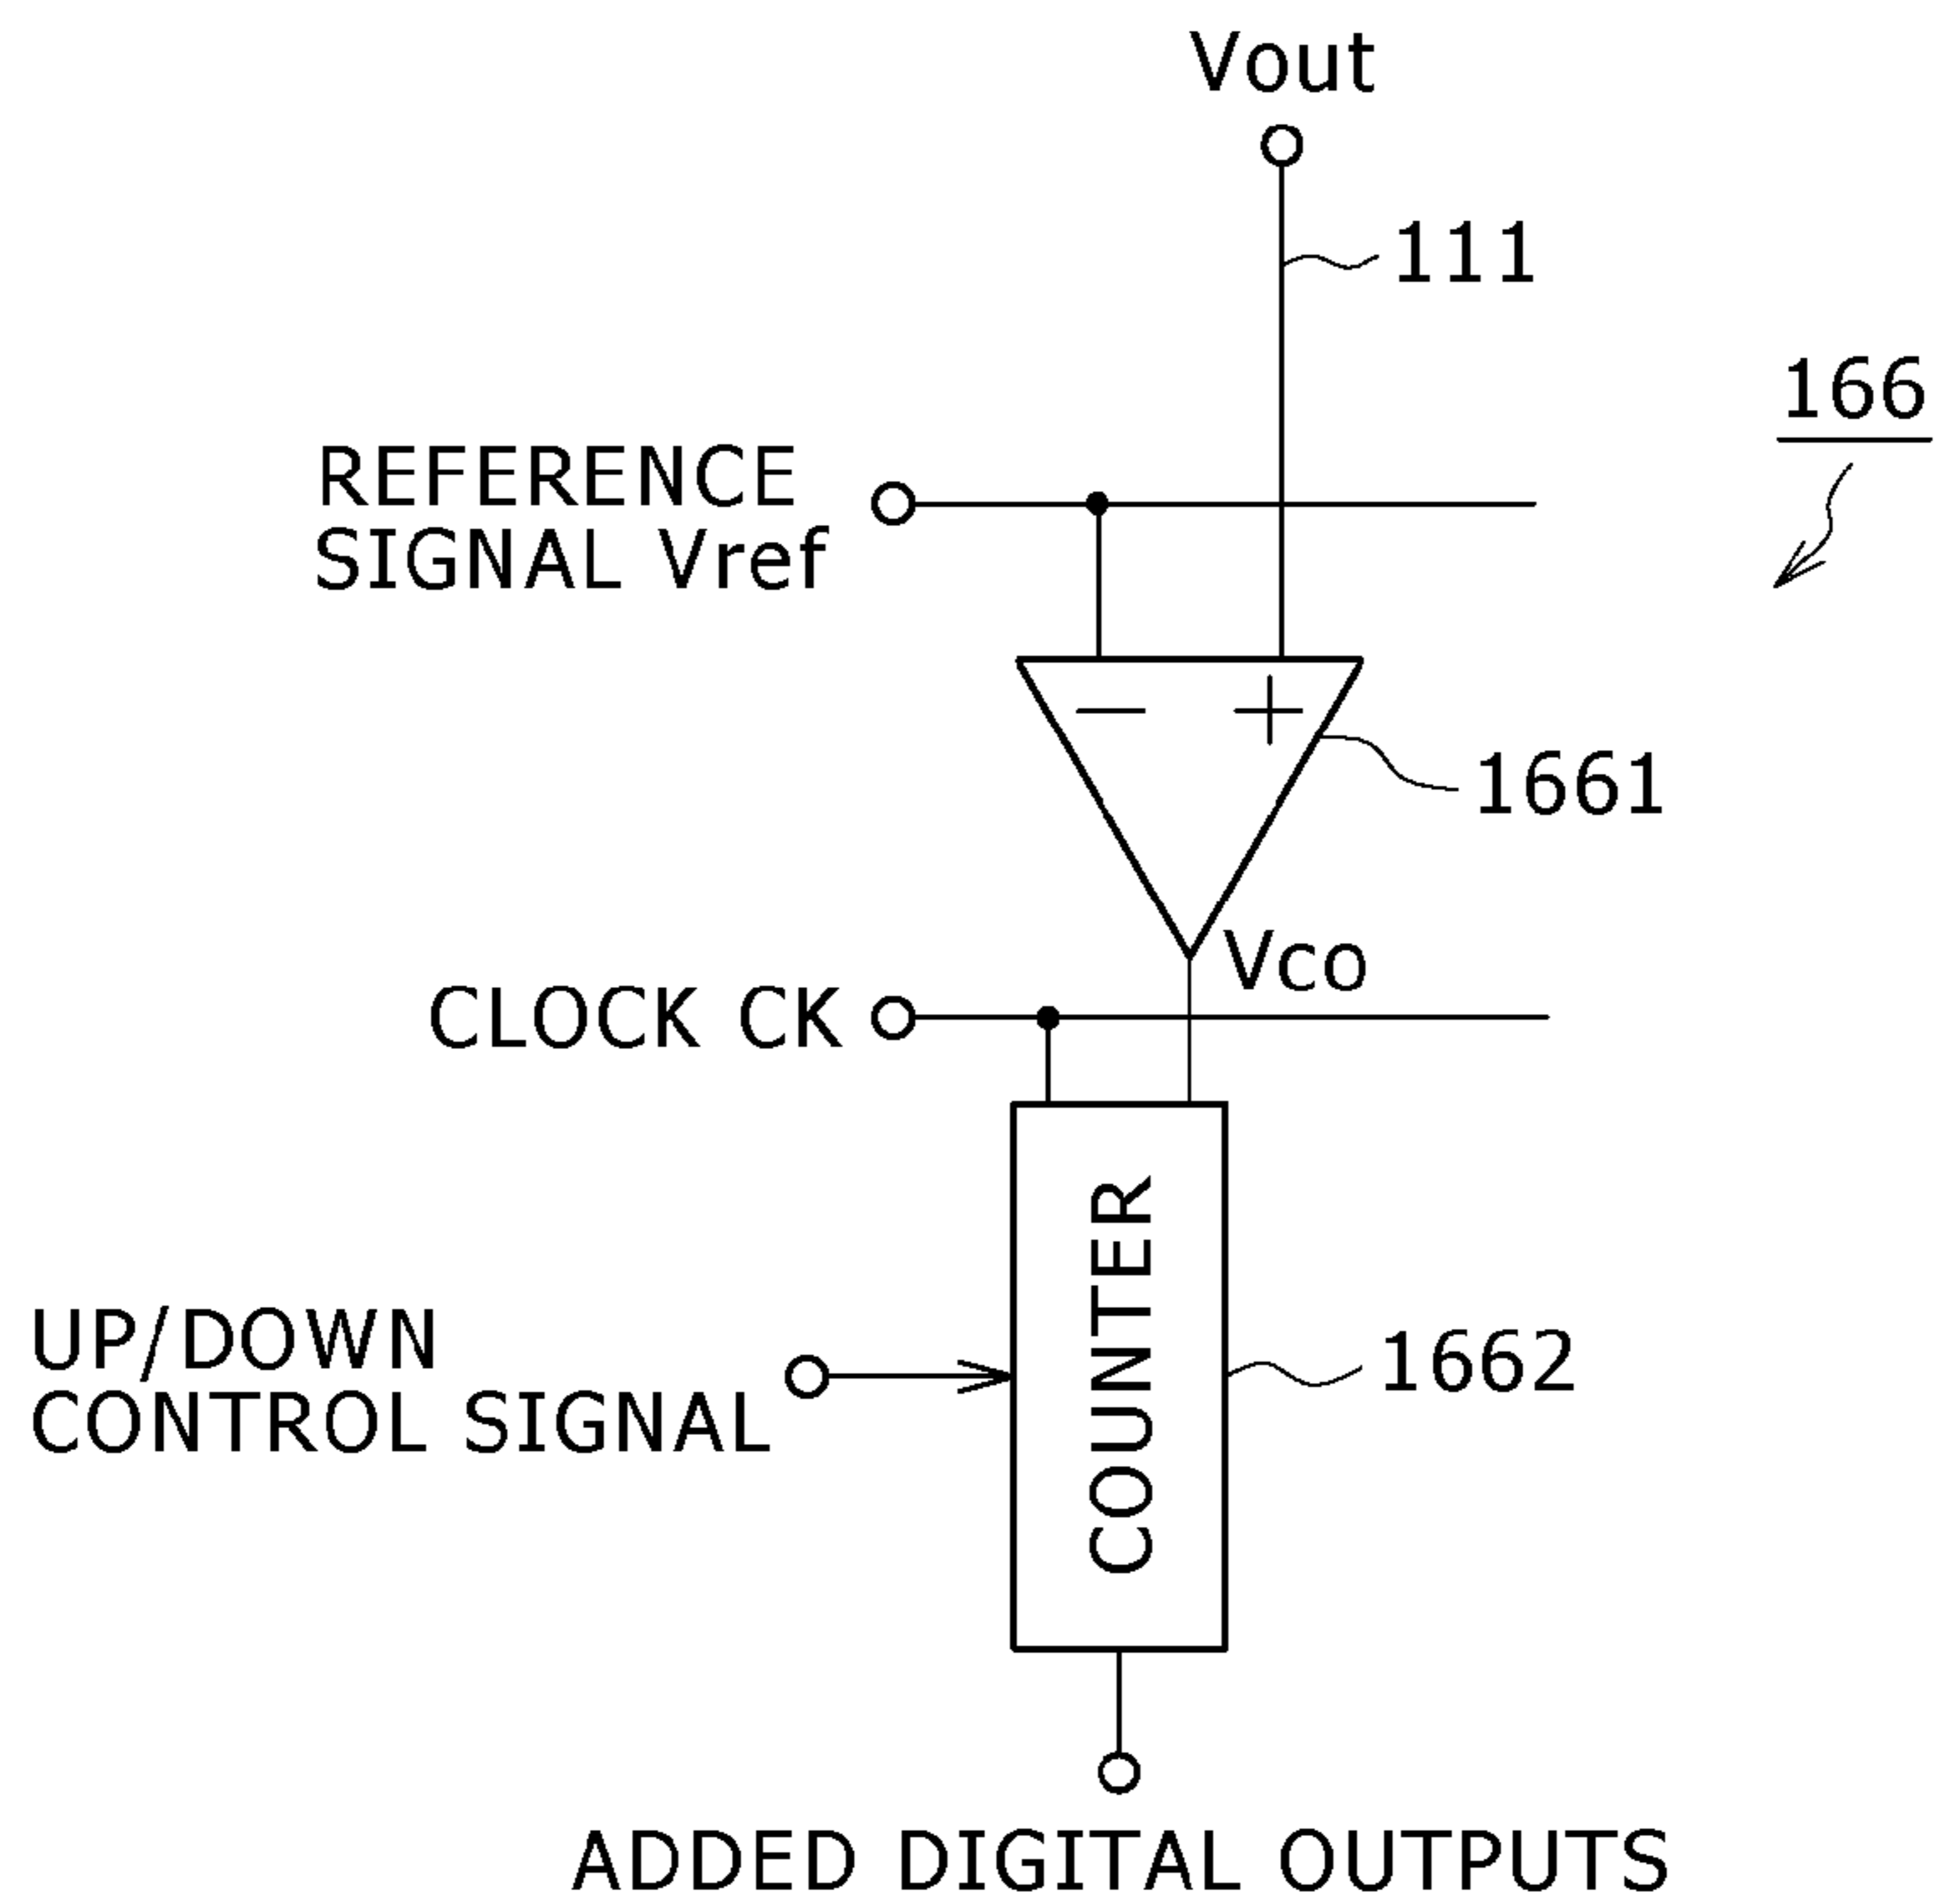 Vout
111
166
REFERENCE
SIGNAL Vref
− +
1661
Vco
CLOCK CK
COUNTER
UP/DOWN
CONTROL SIGNAL
1662
ADDED DIGITAL OUTPUTS